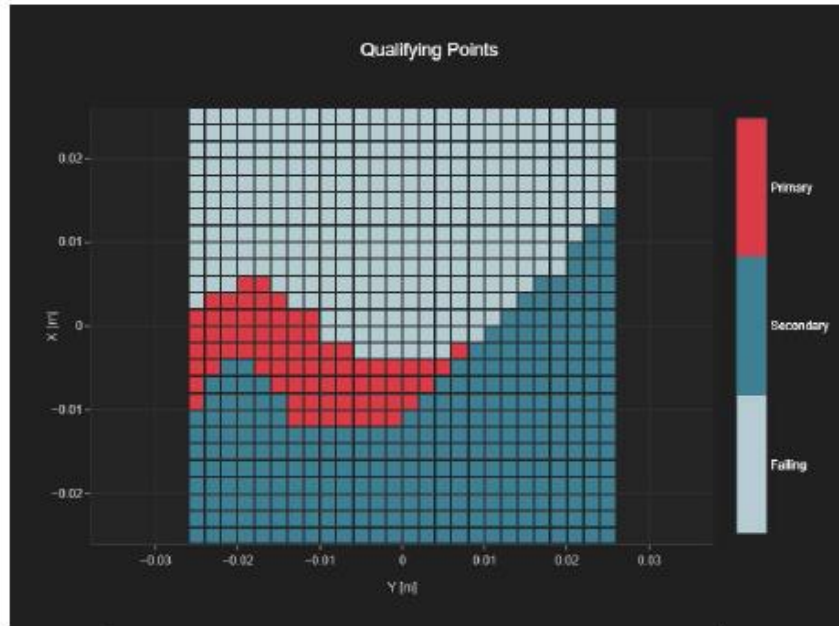 Qualifying Points
0.02
0.01
0
−0.01
−0.02
X [m]
−0.03
−0.02
−0.01
0
0.01
0.02
0.03
Y [m]
Primary
Secondary
Failing